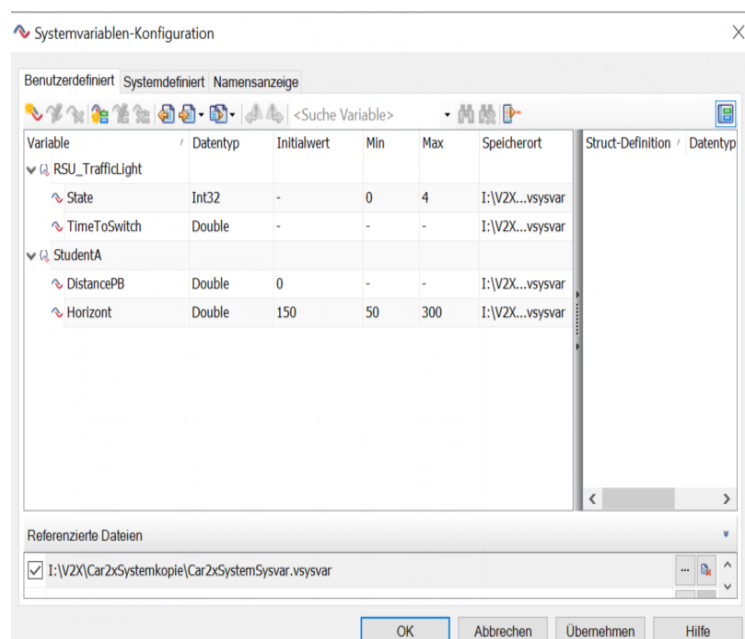 Systemvariablen-Konfiguration
Benutzerdefiniert Systemdefiniert Namensanzeige
<Suche Variable>
Variable Datentyp Initialwert Min Max Speicherort Struct-Definition Datentyp
RSU_TrafficLight
State Int32 - 0 4 I:\V2X...vsysvar
TimeToSwitch Double - - - I:\V2X...vsysvar
StudentA
DistancePB Double 0 - - I:\V2X...vsysvar
Horizont Double 150 50 300 I:\V2X...vsysvar
Referenzierte Dateien
I:\V2X\Car2xSystemkopie\Car2xSystemSysvar.vsysvar
...
OK Abbrechen Übernehmen Hilfe